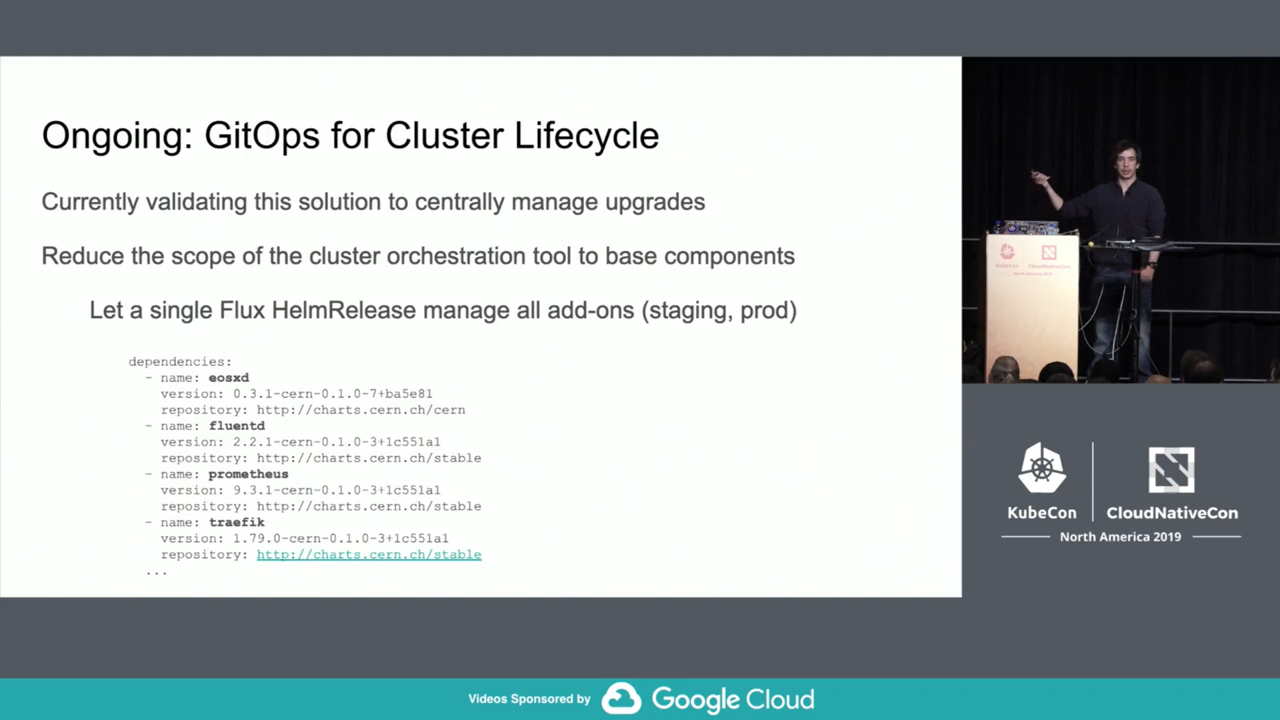 Ongoing: GitOps for Cluster Lifecycle
Currently validating this solution to centrally manage upgrades
Reduce the scope of the cluster orchestration tool to base components
Let a single Flux HelmRelease manage all add-ons (staging, prod)
dependencies:
- name: eosxd
version: 0.3.1-cern-0.1.0-7+ba5e81
repository: http://charts.cern.ch/cern
- name: fluentd
version: 2.2.1-cern-0.1.0-3+1c551a1
repository: http://charts.cern.ch/stable
- name: prometheus
version: 9.3.1-cern-0.1.0-3+1c551a1
repository: http://charts.cern.ch/stable
- name: traefik
version: 1.79.0-cern-0.1.0-3+1c551a1
repository: http://charts.cern.ch/stable
...
KubeCon CloudNativeCon
North America 2019
KubeCon CloudNativeCon
North America 2019
Videos Sponsored by Google Cloud